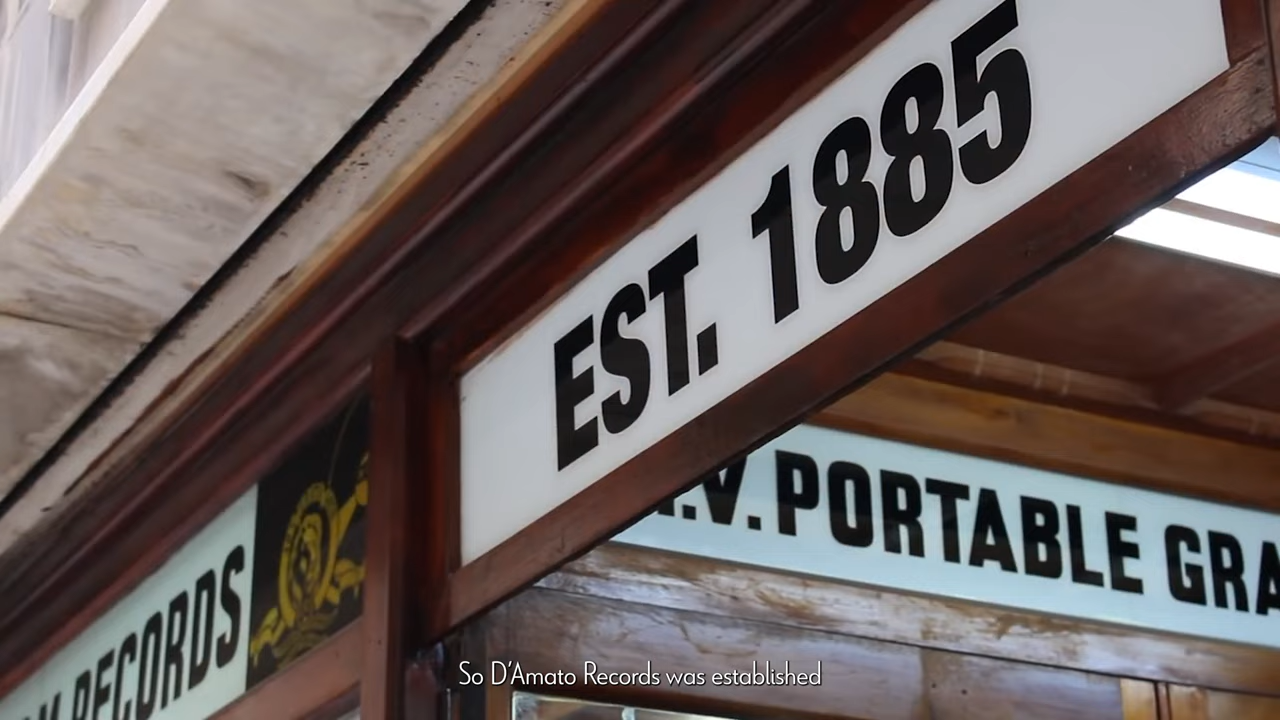 EST. 1885
.V. PORTABLE GRA
RECORDS
So D'Amato Records was established